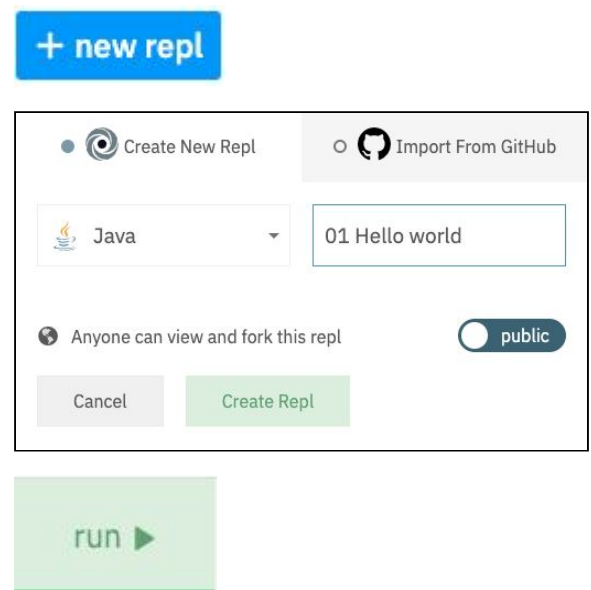 + new repl
Create New Repl
Import From GitHub
Java
01 Hello world
Anyone can view and fork this repl
public
Cancel
Create Repl
run